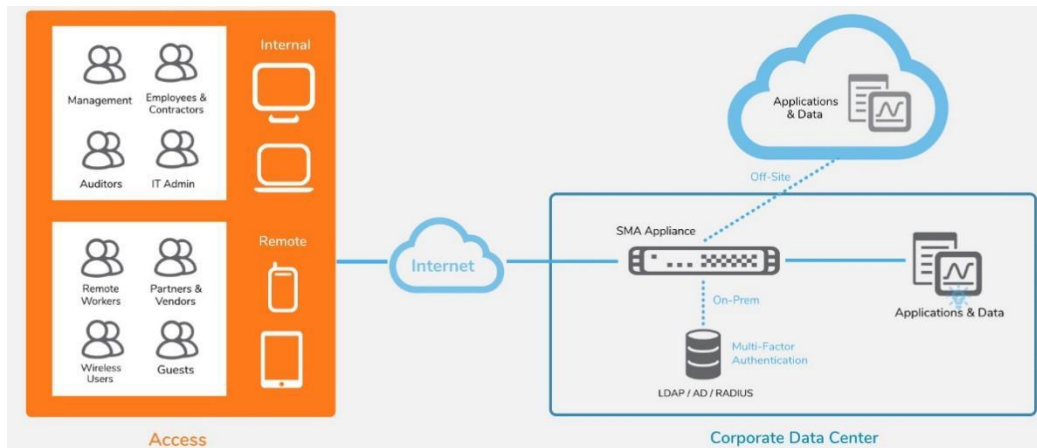 Internal
Management
Employees &
Contractors
Auditors
IT Admin
Remote
Remote
Workers
Partners &
Vendors
Wireless
Users
Guests
Access
Internet
Applications
& Data
Off-Site
SMA Appliance
On-Prem
Multi-Factor
Authentication
LDAP / AD / RADIUS
Applications & Data
Corporate Data Center